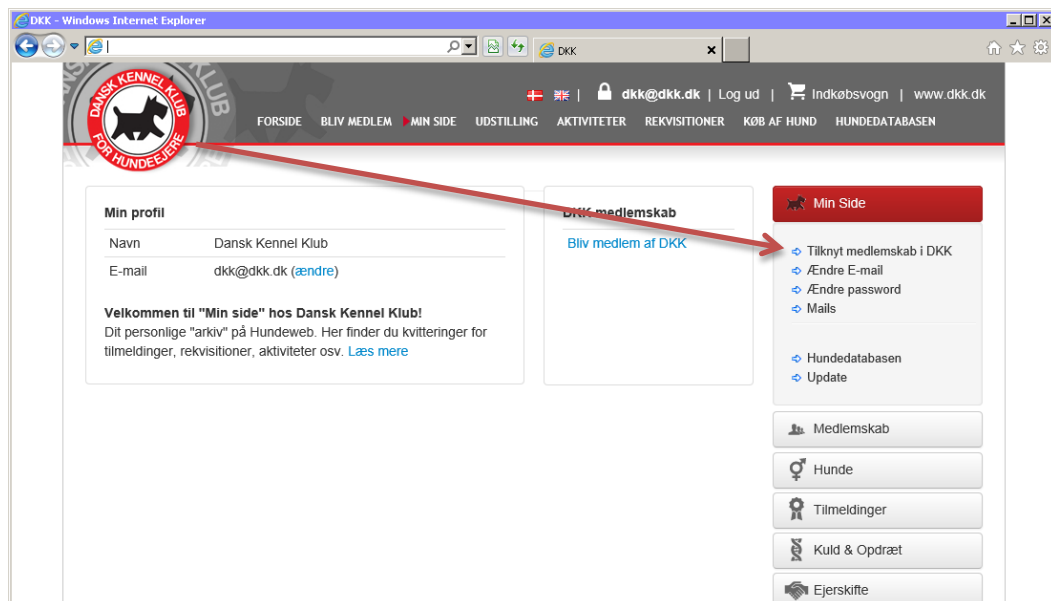 DKK - Windows Internet Explorer
DKK
DANSK KENNEL KLUB
FOR HUNDEEJERE
dkk@dkk.dk | Log ud | Indkøbsvogn | www.dkk.dk
FORSIDE BLIV MEDLEM MIN SIDE UDSTILLING AKTIVITETER REKVISITIONER KØB AF HUND HUNDEDATABASEN
Min profil
Navn Dansk Kennel Klub
E-mail dkk@dkk.dk (ændre)
Velkommen til "Min side" hos Dansk Kennel Klub!
Dit personlige "arkiv" på Hundeweb. Her finder du kvitteringer for
tilmeldinger, rekvisitioner, aktiviteter osv. Læs mere
DKK medlemskab
Bliv medlem af DKK
Min Side
Tilknyt medlemskab i DKK
Ændre E-mail
Ændre password
Mails
Hundedatabasen
Update
Medlemskab
Hunde
Tilmeldinger
Kuld & Opdræt
Ejerskifte